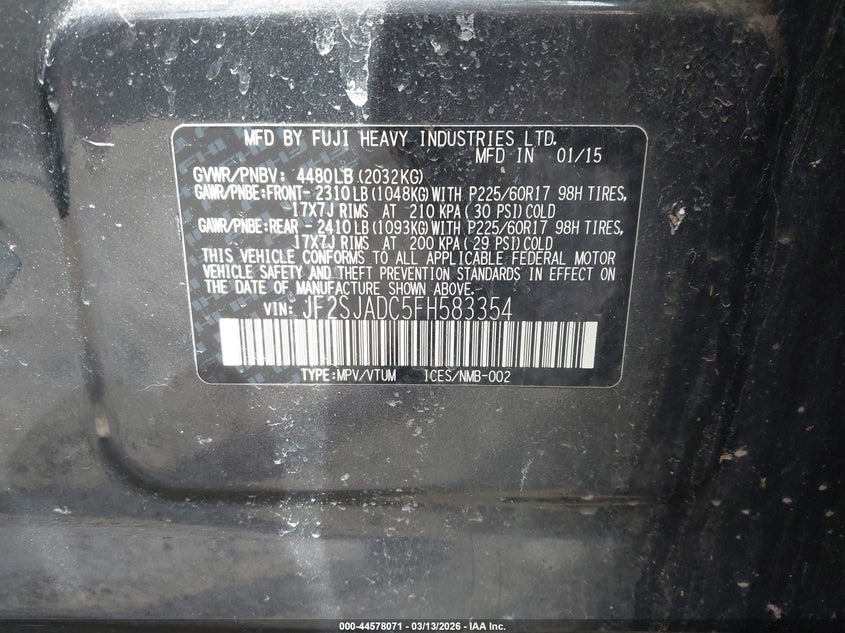 MFD BY FUJI HEAVY INDUSTRIES LTD.
MFD IN 01/15
GVWR/PNBV: 4480LB(2032KG)
GAWR/PNBE:FRONT- 2310LB(1048KG)WITH P225/60R17 98H TIRES,
17X7J RIMS AT 210 KPA(30 PSI)COLD
GAWR/PNBE:REAR - 2410LB(1093KG)WITH P225/60R17 98H TIRES,
17X7J RIMS AT 200 KPA(29 PSI)COLD
THIS VEHICLE CONFORMS TO ALL APPLICABLE FEDERAL MOTOR
VEHICLE SAFETY AND THEFT PREVENTION STANDARDS IN EFFECT ON
THE DATE OF MANUFACTURE SHOWN ABOVE.
VIN: JF2SJADC5FH583354
TYPE:MPV/VTUM ICES/NMB-002
000-44578071 - 03/13/2026 - IAA Inc.